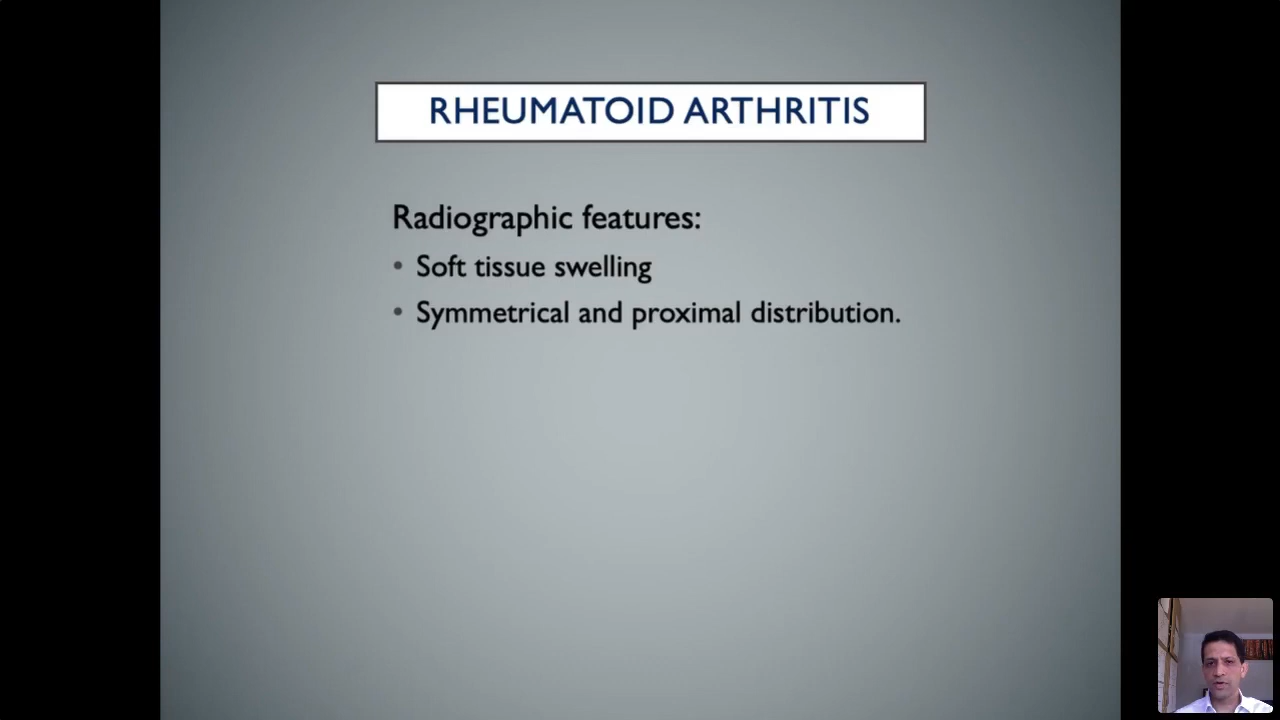 RHEUMATOID ARTHRITIS
Radiographic features:
• Soft tissue swelling
• Symmetrical and proximal distribution.